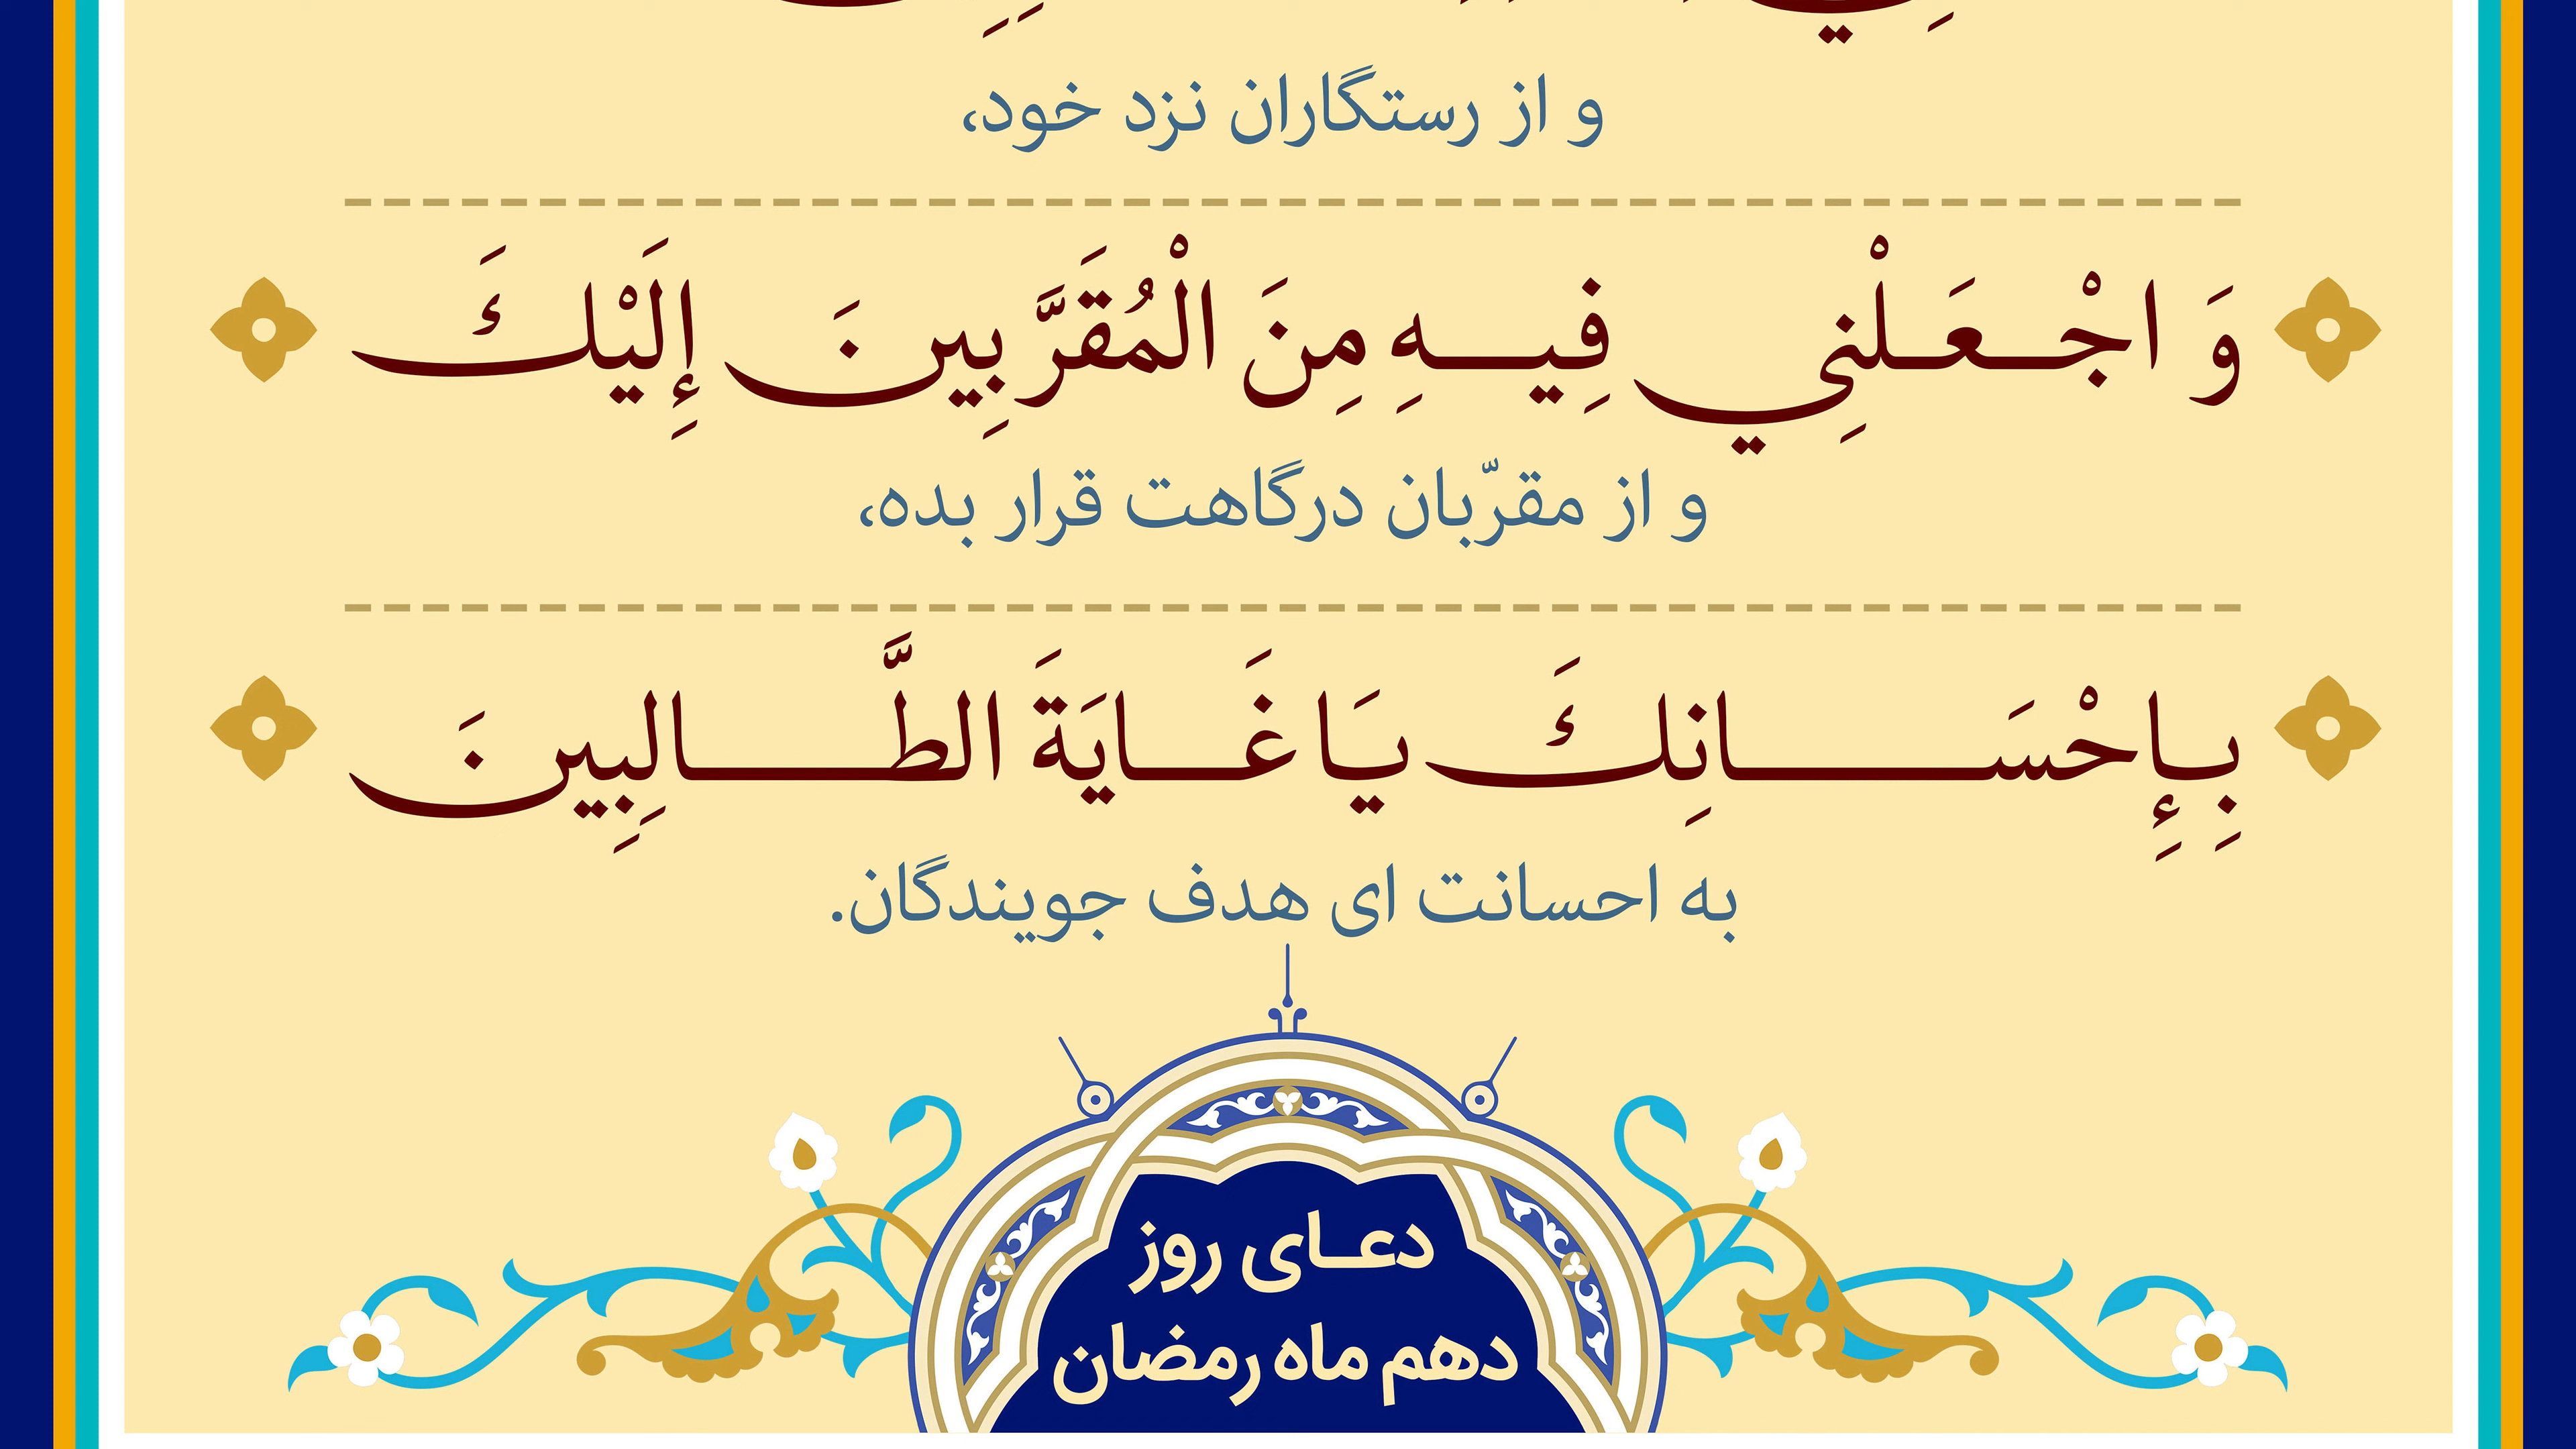 و از رستگاران نزد خود،
وَ اجْعَلْنِي فِيهِ مِنَ الْمُقَرَّبِينَ إِلَيْكَ
و از مقرّبان درگاهت قرار بده،
بِإِحْسَانِكَ يَا غَايَةَ الطَّالِبِينَ
به احسانت ای هدف جویندگان.
دعای روز
دهم ماه رمضان